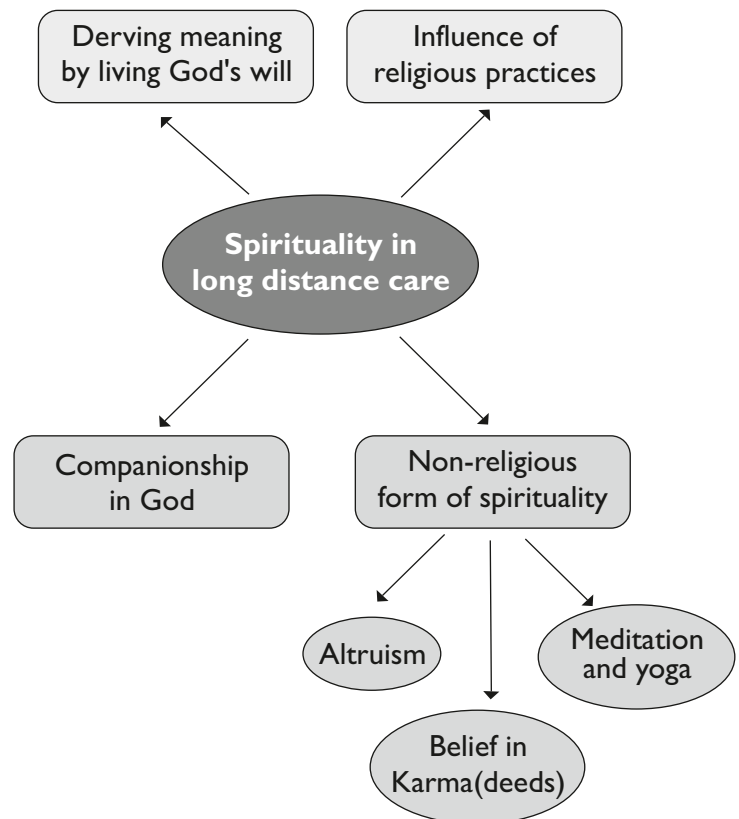 Derving meaning
by living God's will
Influence of
religious practices
Spirituality in
long distance care
Companionship
in God
Non-religious
form of spirituality
Altruism
Meditation
and yoga
Belief in
Karma(deeds)